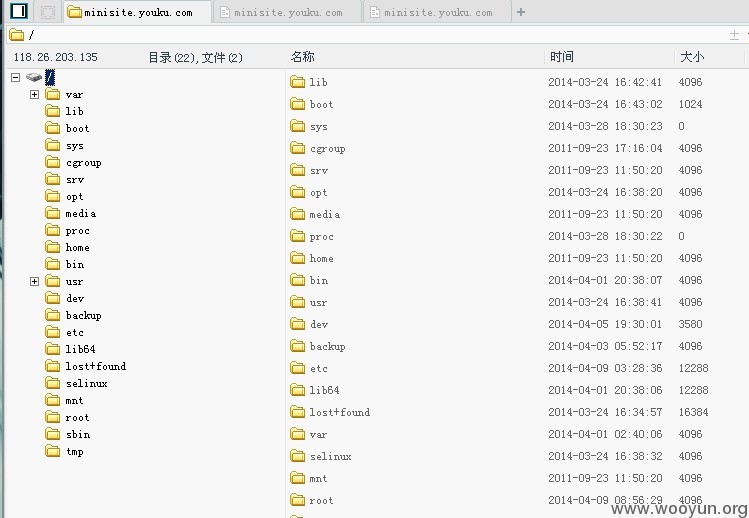 minisite.youku.com minisite.youku.com minisite.youku.com +
/
118.26.203.135 目录(22),文件(2) 名称 时间 大小
/
var
lib
boot
sys
cgroup
srv
opt
media
proc
home
bin
usr
dev
backup
etc
lib64
lost+found
selinux
mnt
root
sbin
tmp
lib 2014-03-24 16:42:41 4096
boot 2014-03-24 16:43:02 1024
sys 2014-03-28 18:30:23 0
cgroup 2011-09-23 17:16:04 4096
srv 2011-09-23 11:50:20 4096
opt 2014-03-24 16:38:20 4096
media 2011-09-23 11:50:20 4096
proc 2014-03-28 18:30:22 0
home 2011-09-23 11:50:20 4096
bin 2014-04-01 20:38:07 4096
usr 2014-03-24 16:38:41 4096
dev 2014-04-05 19:30:01 3580
backup 2014-04-03 05:52:17 4096
etc 2014-04-09 03:28:36 12288
lib64 2014-04-01 20:38:06 12288
lost+found 2014-03-24 16:34:57 16384
var 2014-04-01 02:40:06 4096
selinux 2014-03-24 16:38:32 4096
mnt 2011-09-23 11:50:20 4096
root 2014-04-09 08:56:29 4096
www.wooyun.org